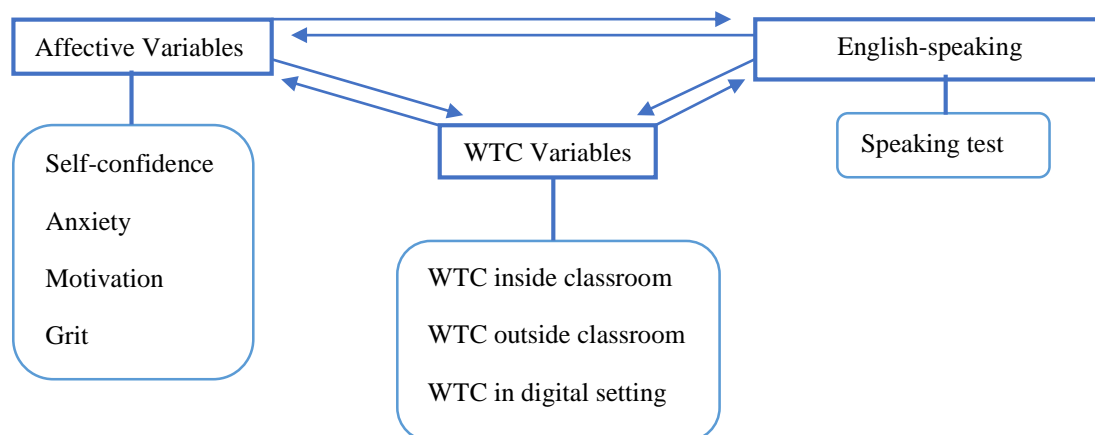 Affective Variables
English-speaking
Self-confidence
Anxiety
Motivation
Grit
WTC Variables
Speaking test
WTC inside classroom
WTC outside classroom
WTC in digital setting